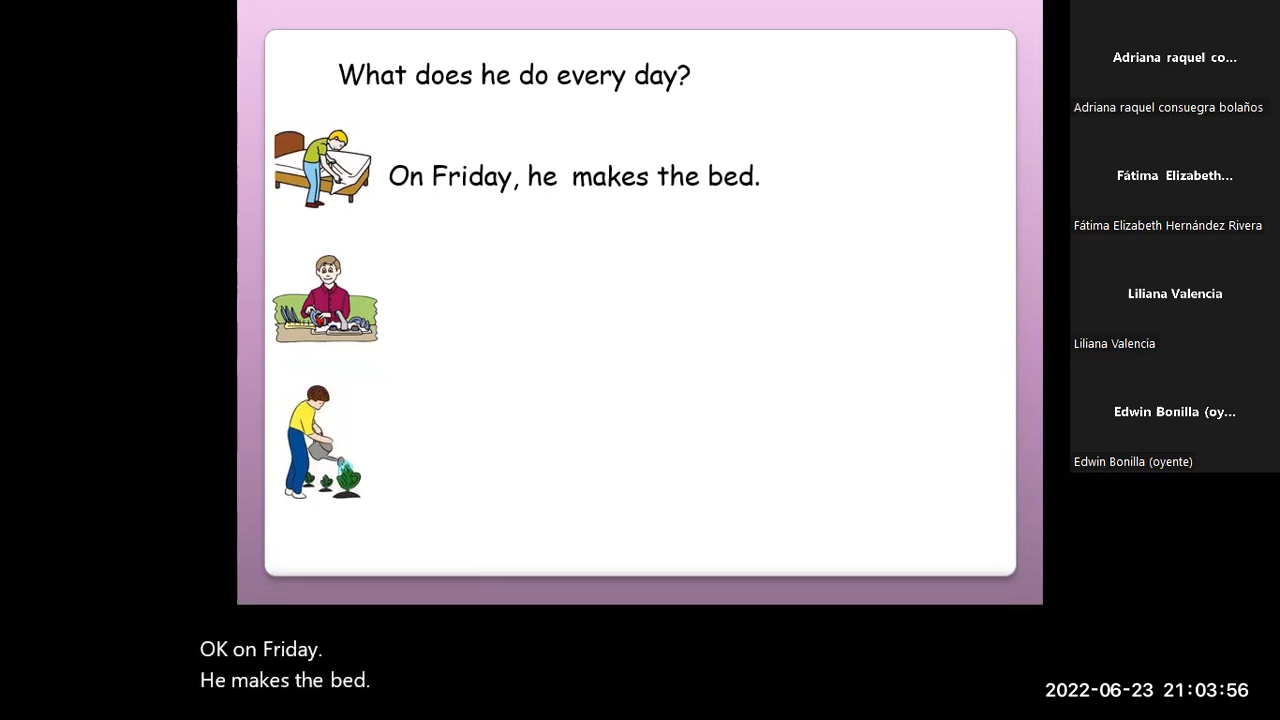 What does he do every day?
On Friday, he makes the bed.
Adriana raquel co...
Adriana raquel consuegra bolaños
Fátima Elizabeth...
Fátima Elizabeth Hernández Rivera
Liliana Valencia
Liliana Valencia
Edwin Bonilla (oy...
Edwin Bonilla (oyente)
OK on Friday.
He makes the bed.
2022-06-23 21:03:56